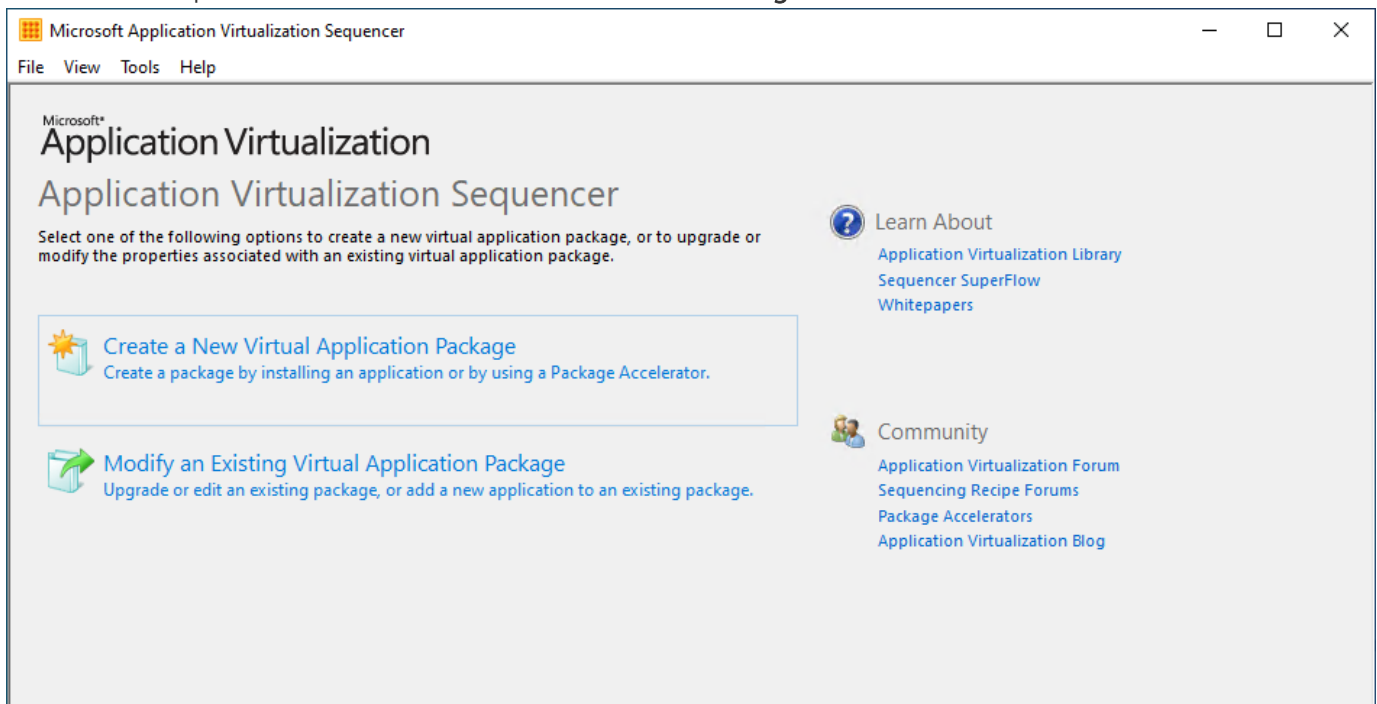 Microsoft Application Virtualization Sequencer
File View Tools Help
Microsoft®
Application Virtualization
Application Virtualization Sequencer
Select one of the following options to create a new virtual application package, or to upgrade or
modify the properties associated with an existing virtual application package.
Create a New Virtual Application Package
Create a package by installing an application or by using a Package Accelerator.
Modify an Existing Virtual Application Package
Upgrade or edit an existing package, or add a new application to an existing package.
Learn About
Application Virtualization Library
Sequencer SuperFlow
Whitepapers
Community
Application Virtualization Forum
Sequencing Recipe Forums
Package Accelerators
Application Virtualization Blog